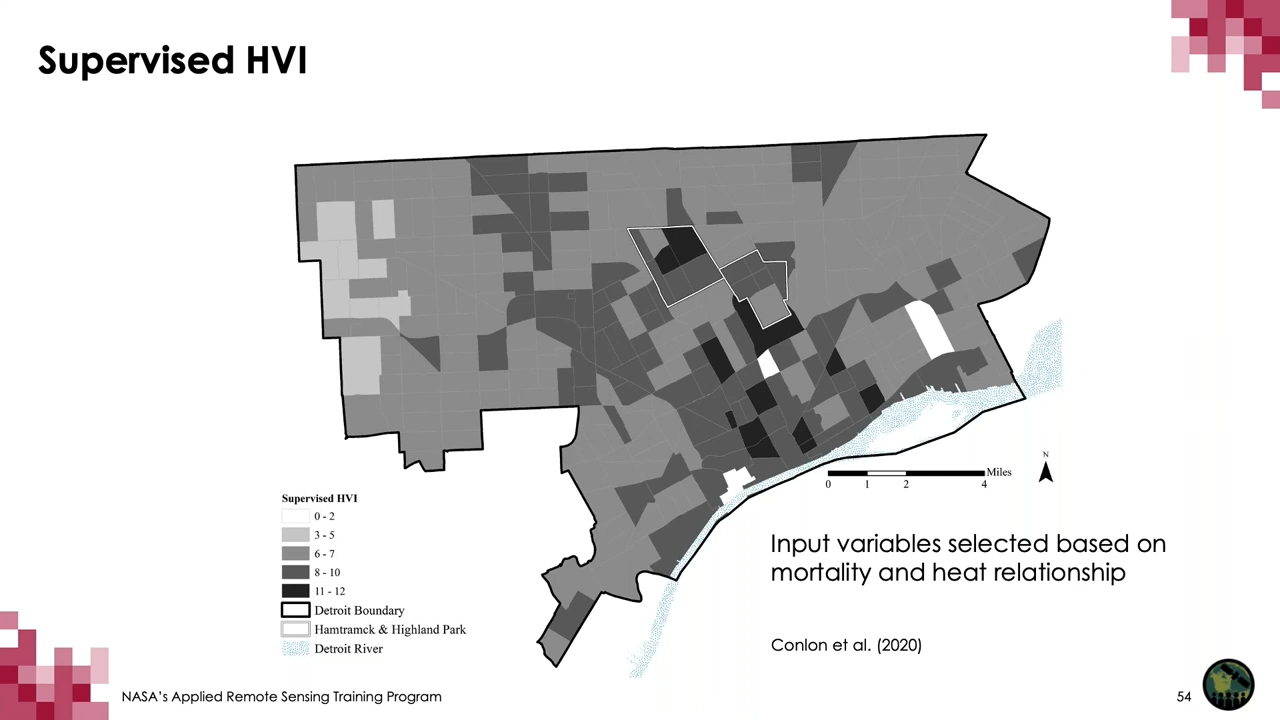 Supervised HVI
N
Miles
0 1 2 4
Supervised HVI
0 - 2
3 - 5
6 - 7
8 - 10
11 - 12
Detroit Boundary
Hamtramck & Highland Park
Detroit River
Input variables selected based on
mortality and heat relationship
Conlon et al. (2020)
NASA's Applied Remote Sensing Training Program
54